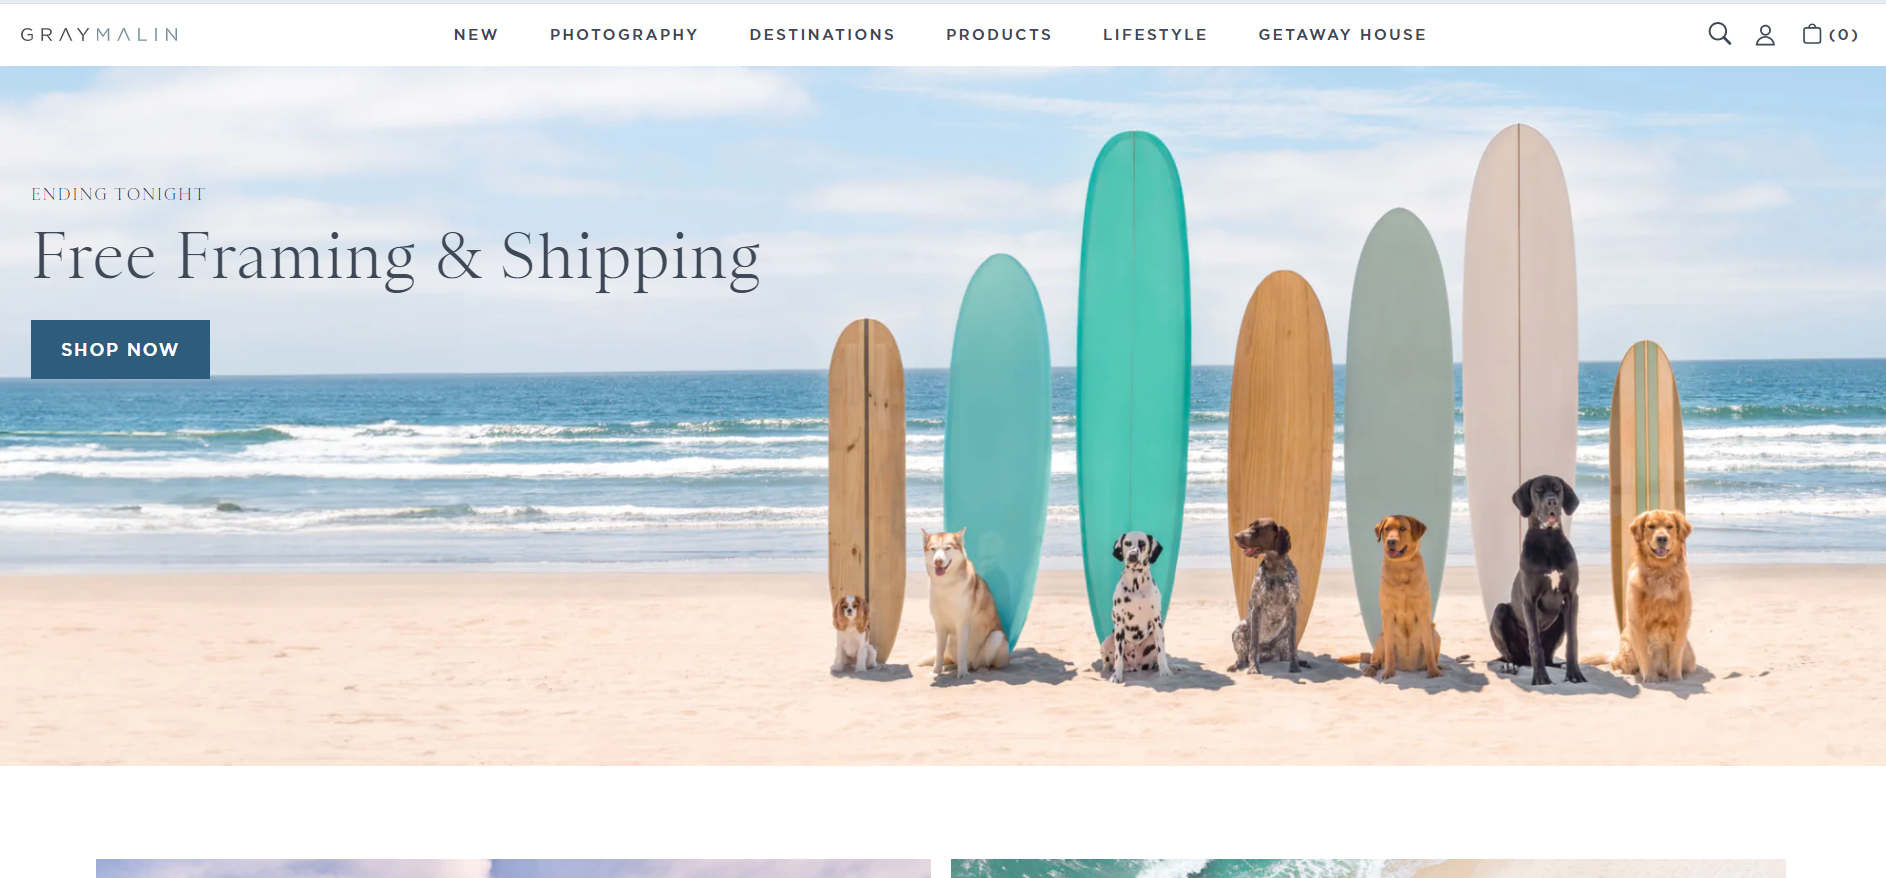 GRAYMALIN
NEW PHOTOGRAPHY DESTINATIONS PRODUCTS LIFESTYLE GETAWAY HOUSE
(0)
ENDING TONIGHT
Free Framing & Shipping
SHOP NOW